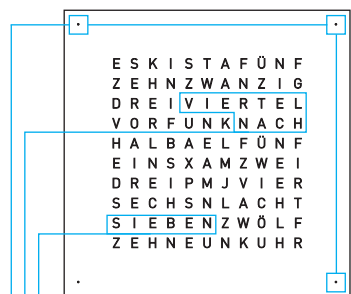 ESKISTAFÜNF
ZEHNZWANZIG
DREIVIERTEL
VORFUNKNACH
HALBAELFÜNF
EINSXAMZWEI
DREIPMJVIER
SECHSNLACHT
SIEBENZWÖLF
ZEHNEUNKUHR